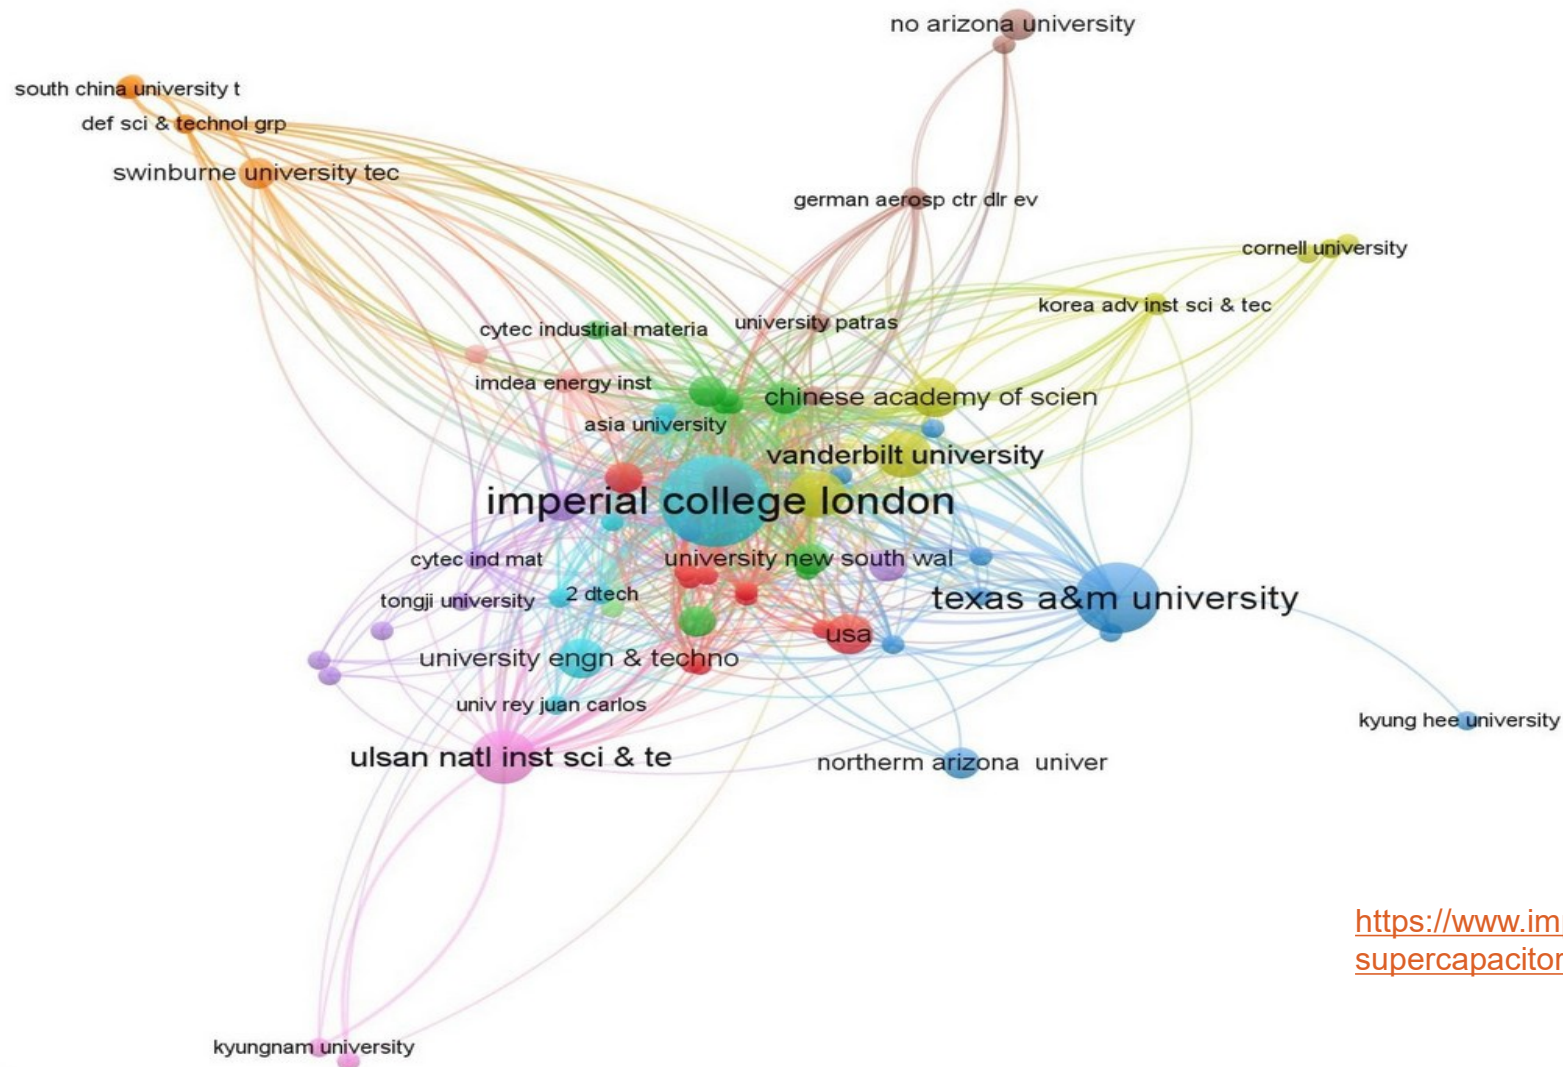 no arizona university
south china university t
def sci & technol grp
swinburne university tec
german aerosp ctr dlr ev
cornell university
korea adv inst sci & tec
cytec industrial materia
university patras
imdea energy inst
chinese academy of scien
asia university
vanderbilt university
imperial college london
cytec ind mat
university new south wal
2 dtech
tongji university
texas a&m university
usa
university engn & techno
univ rey juan carlos
kyung hee university
ulsan natl inst sci & te
northerm arizona univer
https://www.im
supercapacitor
kyungnam university